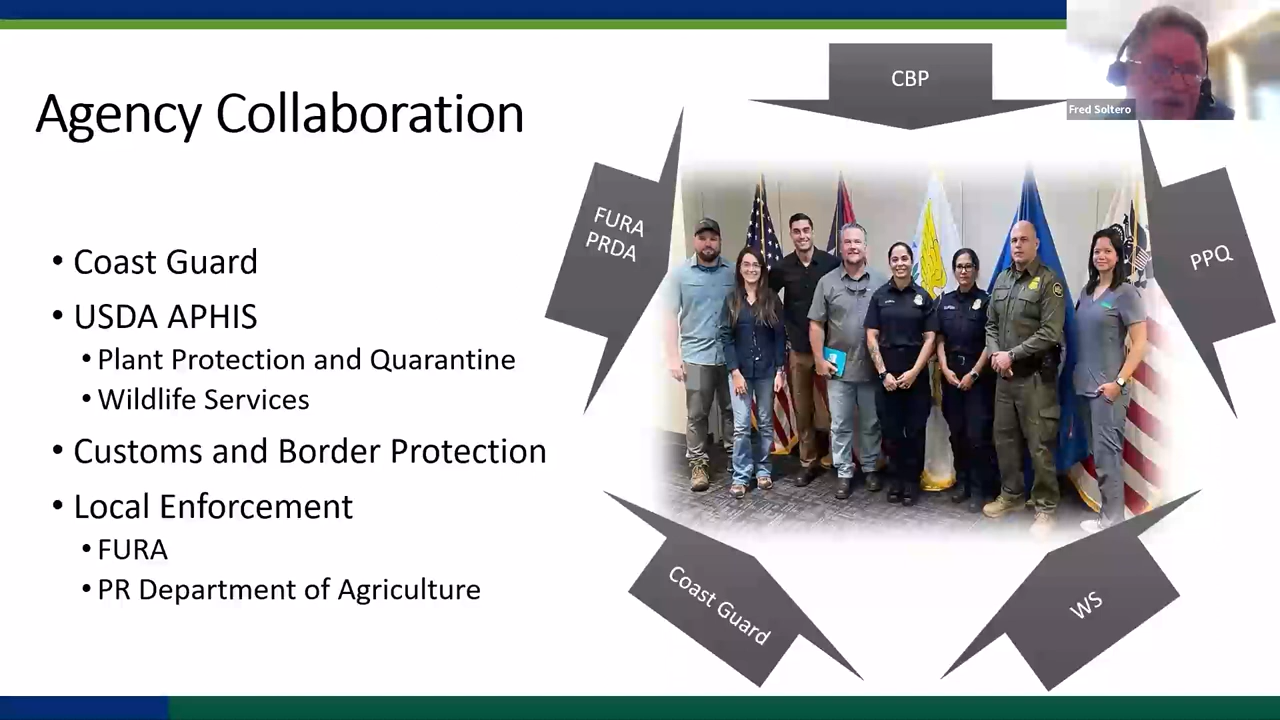 Agency Collaboration
• Coast Guard
• USDA APHIS
• Plant Protection and Quarantine
• Wildlife Services
• Customs and Border Protection
• Local Enforcement
• FURA
• PR Department of Agriculture
CBP
FURA
PRDA
PPQ
Coast Guard
WS
Fred Soltero